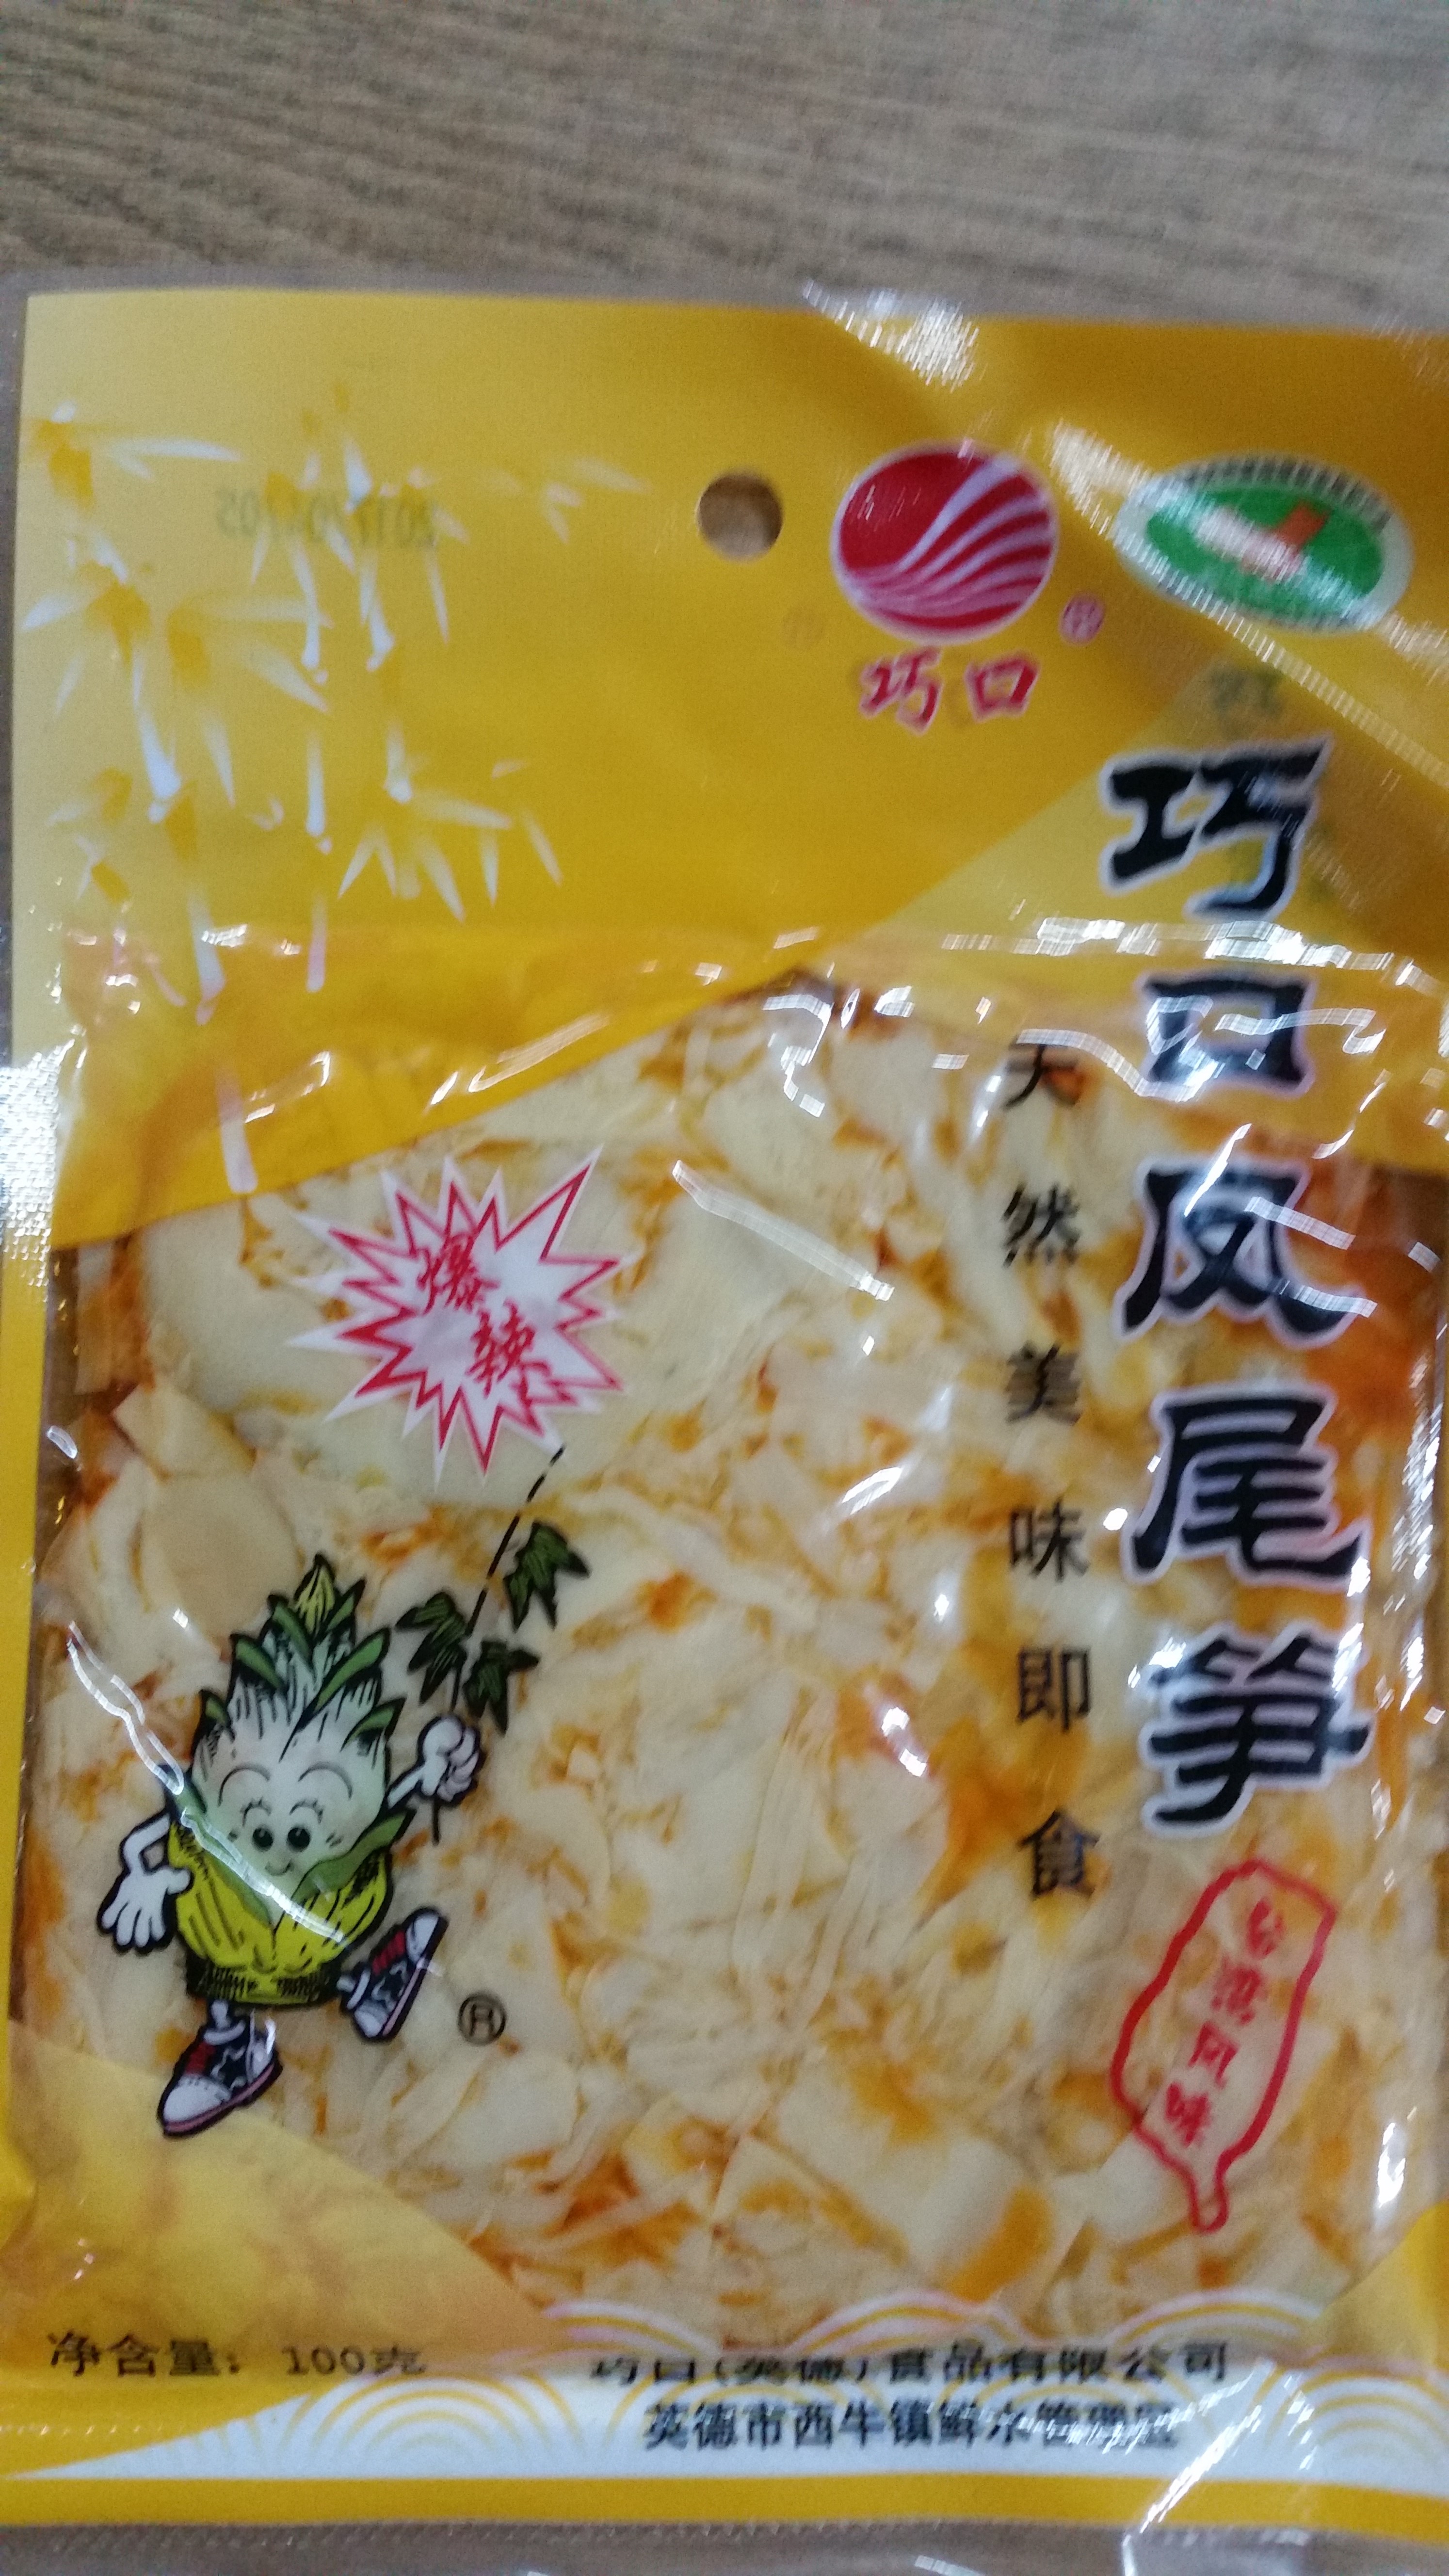 巧口
巧口凤尾笋
天然美味即食
爆辣
台湾风味
净含量：100克
巧口(英德)食品有限公司
英德市西牛镇鲜水管理区